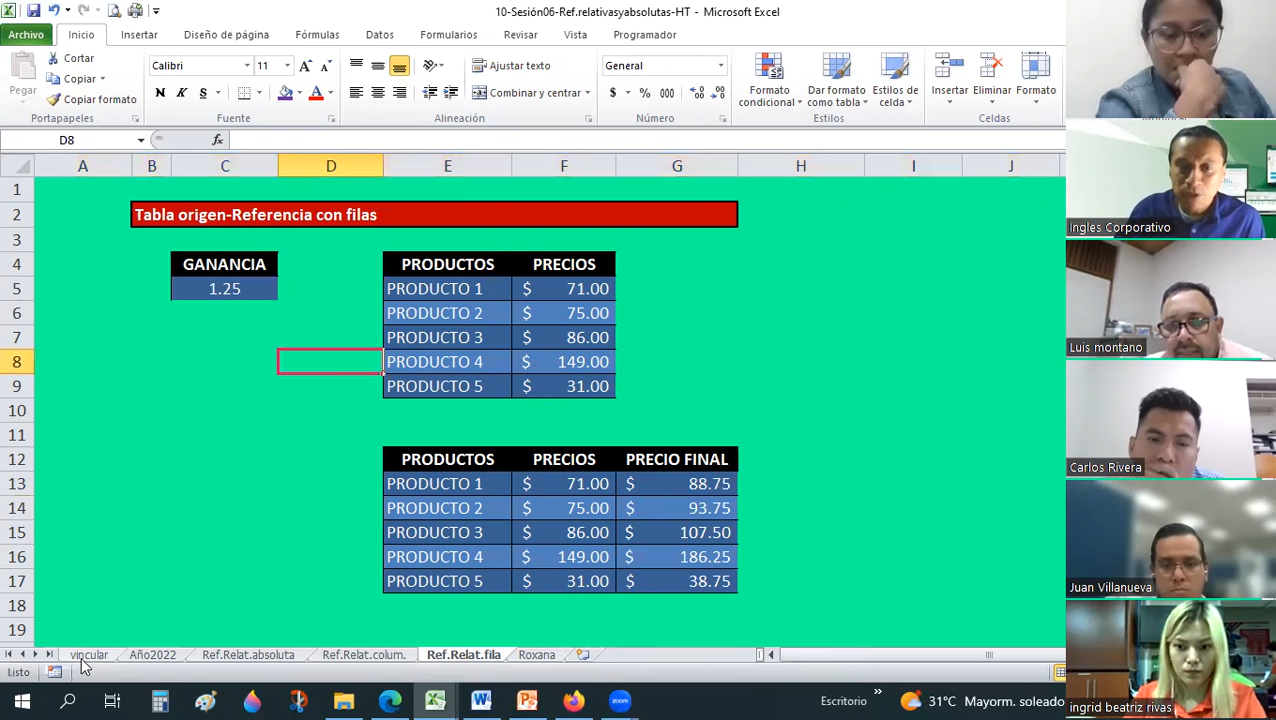 10-Sesión06-Ref.relativasyabsolutas-HT - Microsoft Excel
Archivo Inicio Insertar Diseño de página Fórmulas Datos Formularios Revisar Vista Programador
Pegar Cortar Copiar Copiar formato
Calibri 11 N K S
Ajustar texto Combinar y centrar
General $ % 000
Formato condicional Dar formato como tabla Estilos de celda
Insertar Eliminar Formato
Portapapeles Fuente Alineación Número Estilos Celdas
D8 fx
A B C D E F G H I J
1
2 Tabla origen-Referencia con filas
3
4 GANANCIA PRODUCTOS PRECIOS
5 1.25 PRODUCTO 1 $ 71.00
6 PRODUCTO 2 $ 75.00
7 PRODUCTO 3 $ 86.00
8 PRODUCTO 4 $ 149.00
9 PRODUCTO 5 $ 31.00
10
11
12 PRODUCTOS PRECIOS PRECIO FINAL
13 PRODUCTO 1 $ 71.00 $ 88.75
14 PRODUCTO 2 $ 75.00 $ 93.75
15 PRODUCTO 3 $ 86.00 $ 107.50
16 PRODUCTO 4 $ 149.00 $ 186.25
17 PRODUCTO 5 $ 31.00 $ 38.75
18
19
vincular Año2022 Ref.Relat.absoluta Ref.Relat.colum. Ref.Relat.fila Roxana
Listo
Escritorio » 31°C Mayorm. soleado
Ingles Corporativo
Luis montano
Carlos Rivera
Juan Villanueva
ingrid beatriz rivas